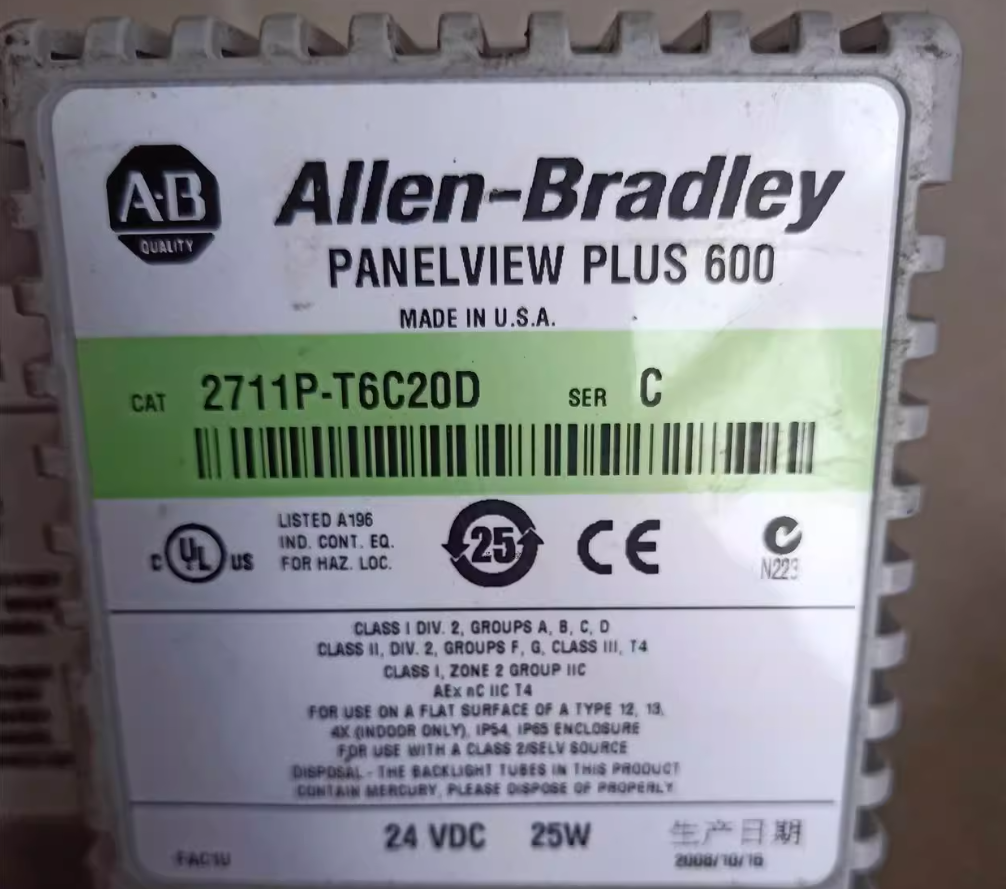 A·B
QUALITY
Allen-Bradley
PANELVIEW PLUS 600
MADE IN U.S.A.
CAT 2711P-T6C20D SER C
C UL US
LISTED A196
IND. CONT. EQ.
FOR HAZ. LOC.
25
CE
N223
CLASS I DIV. 2, GROUPS A, B, C, D
CLASS II, DIV. 2, GROUPS F, G, CLASS III, T4
CLASS I, ZONE 2 GROUP IIC
AEx nC IIC T4
FOR USE ON A FLAT SURFACE OF A TYPE 12, 13,
4X (INDOOR ONLY), IP54, IP65 ENCLOSURE
FOR USE WITH A CLASS 2/SELV SOURCE
DISPOSAL - THE BACKLIGHT TUBES IN THIS PRODUCT
CONTAIN MERCURY, PLEASE DISPOSE OF PROPERLY.
24 VDC 25W 生产日期